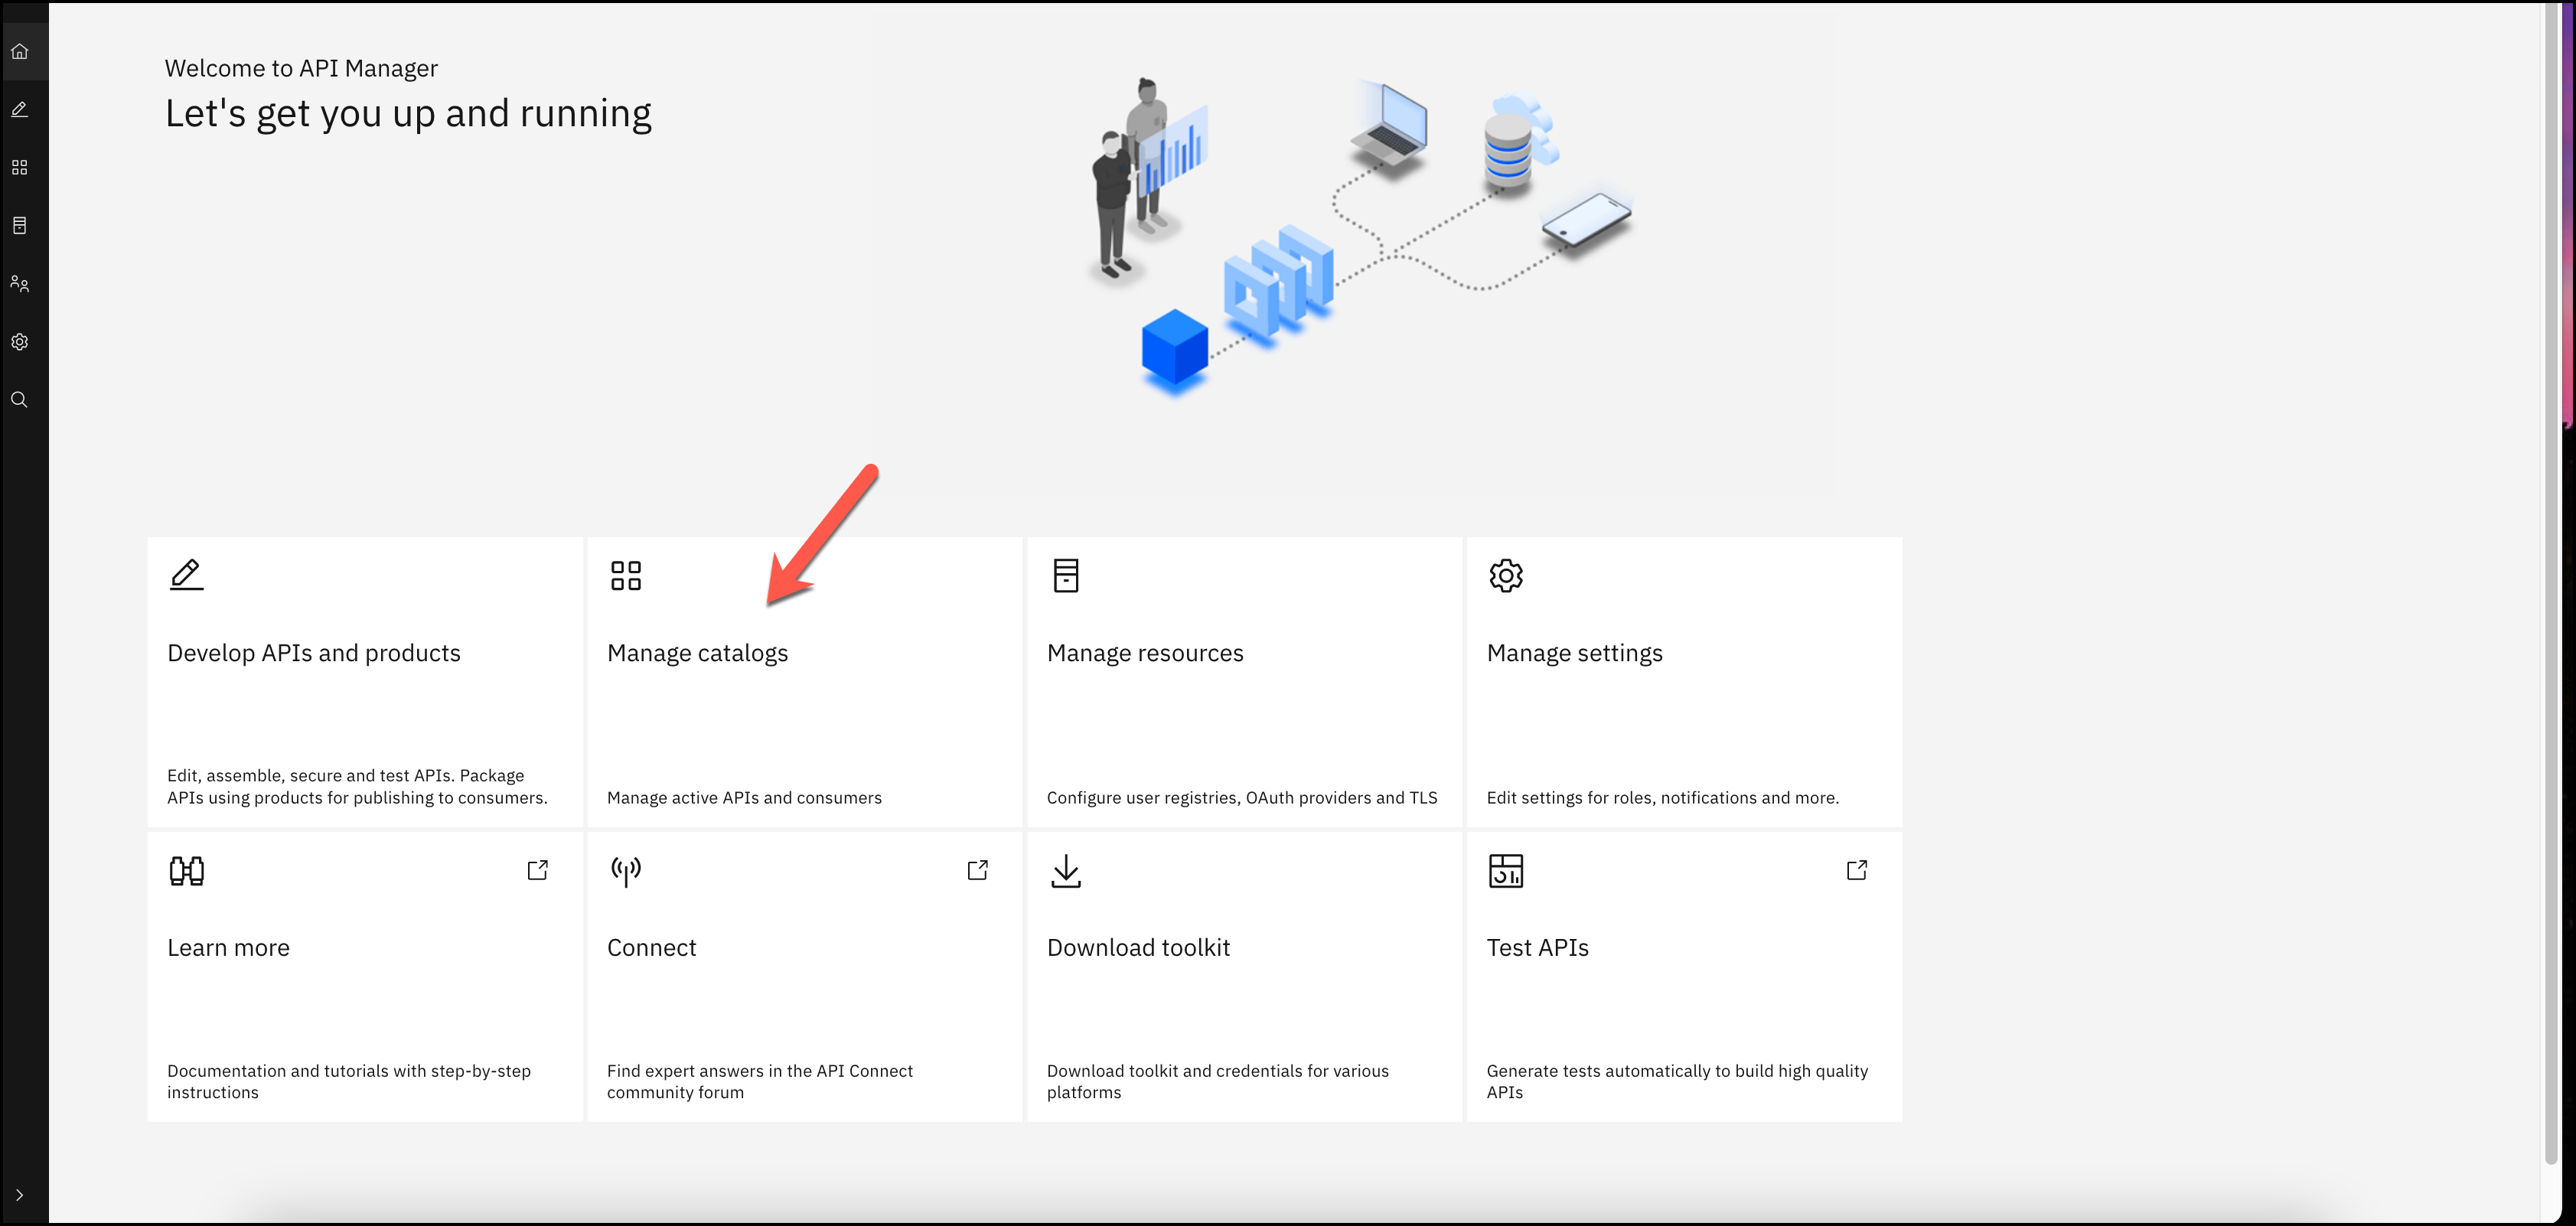 Welcome to API Manager
Let's get you up and running
Develop APIs and products
Edit, assemble, secure and test APIs. Package
APIs using products for publishing to consumers.
Manage catalogs
Manage active APIs and consumers
Manage resources
Configure user registries, OAuth providers and TLS
Manage settings
Edit settings for roles, notifications and more.
Learn more
Documentation and tutorials with step-by-step
instructions
Connect
Find expert answers in the API Connect
community forum
Download toolkit
Download toolkit and credentials for various
platforms
Test APIs
Generate tests automatically to build high quality
APIs